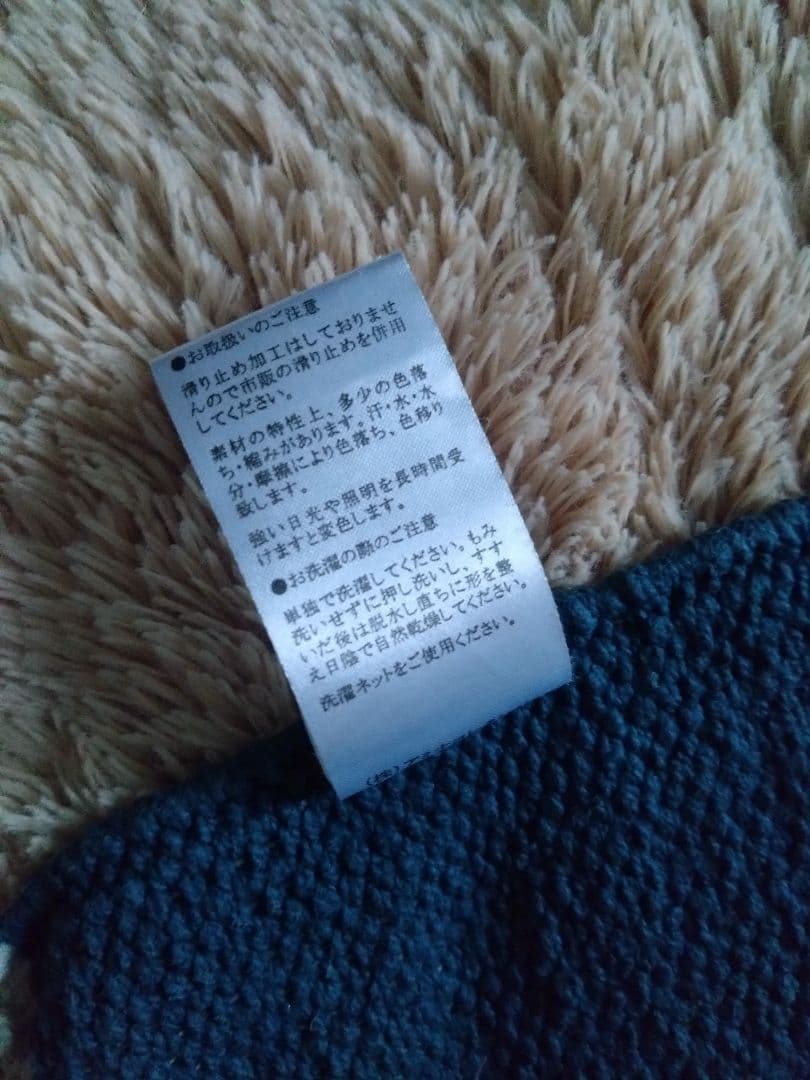 ●お取扱いのご注意
滑り止め加工はしておりませ
んので市販の滑り止めを併用
してください。
素材の特性上、多少の色落
ち・縮みがあります。汗・水・水
分・摩擦により色落ち、色移り
致します。
強い日光や照明を長時間受
けますと変色します。
●お洗濯の際のご注意
単独で洗濯してください。もみ
洗いせずに押し洗いし、すす
いだ後は脱水し直ちに形を整
え日陰で自然乾燥してください。
洗濯ネットをご使用ください。
(株)